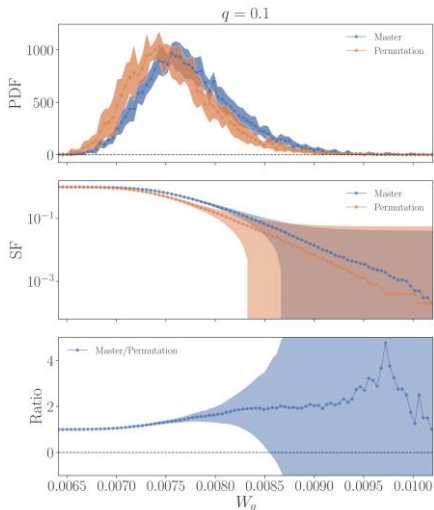 q = 0.1
1000
500
0
PDF
Master
Permutation
10⁻¹
10⁻³
SF
Master
Permutation
4
2
0
Ratio
Master/Permutation
0.0065 0.0070 0.0075 0.0080 0.0085 0.0090 0.0095 0.0100
W_q